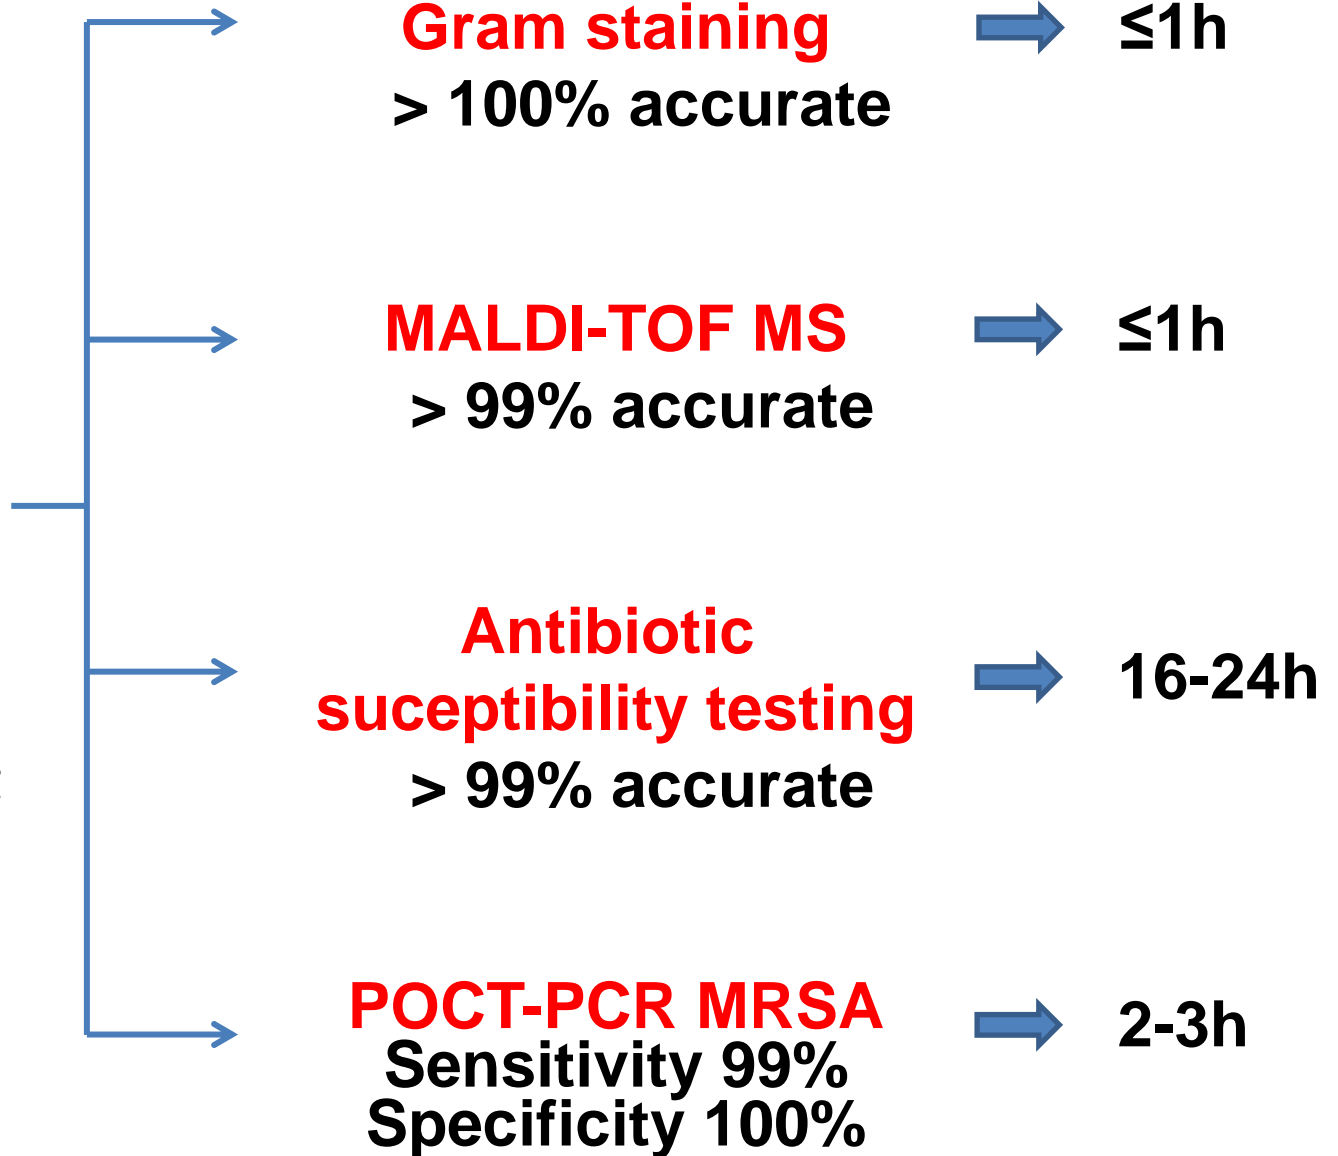 Gram staining
≤1h
> 100% accurate
MALDI-TOF MS
≤1h
> 99% accurate
Antibiotic
suceptibility testing
16-24h
> 99% accurate
POCT-PCR MRSA
2-3h
Sensitivity 99%
Specificity 100%